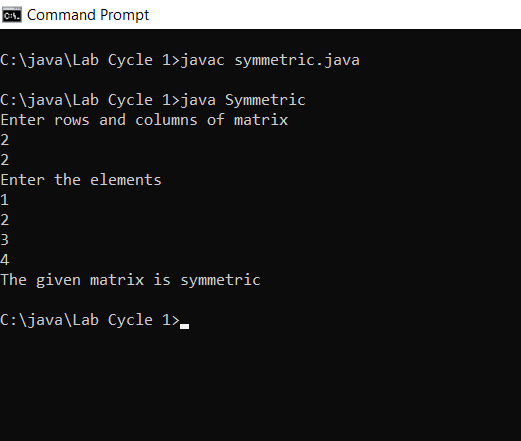 Command Prompt
C:\java\Lab Cycle 1>javac symmetric.java
C:\java\Lab Cycle 1>java Symmetric
Enter rows and columns of matrix
2
2
Enter the elements
1
2
3
4
The given matrix is symmetric
C:\java\Lab Cycle 1>